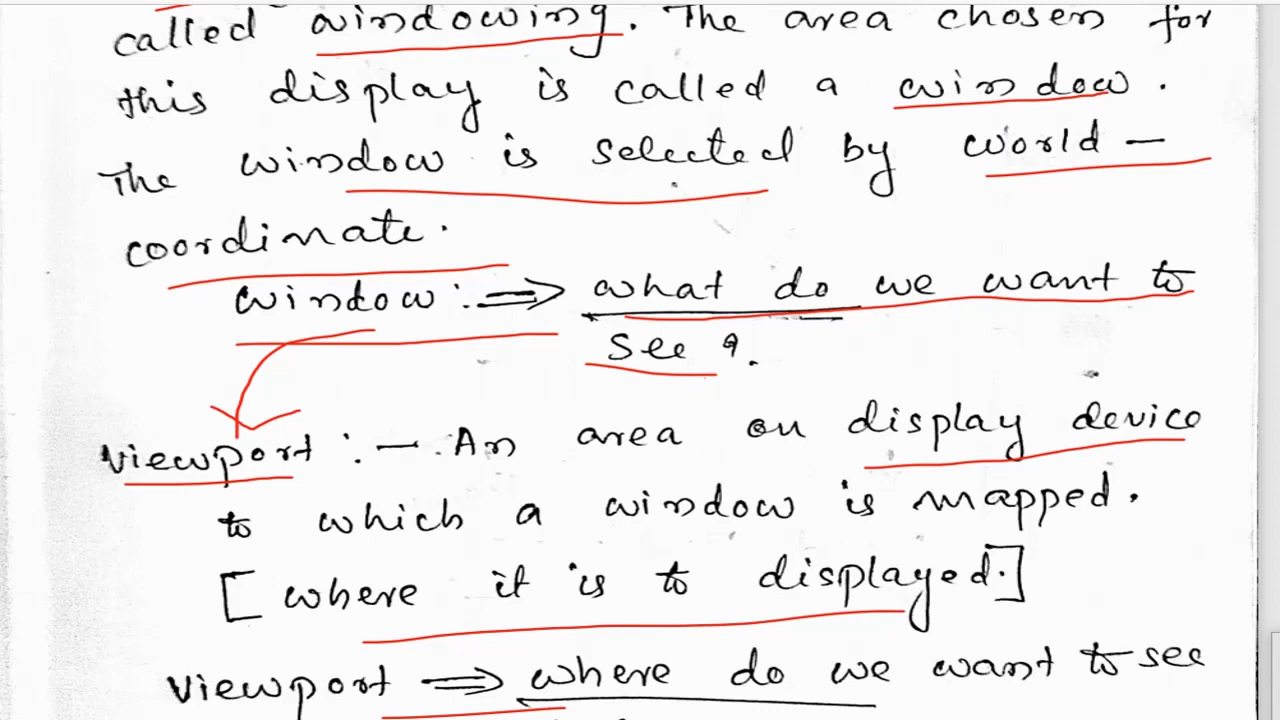 called windowing. The area chosen for
this display is called a window.
The window is selected by world -
coordinate.
window :⇒ what do we want to
see ?.
Viewport :- An area on display device
to which a window is mapped.
[where it is to displayed.]
Viewport ⇒ where do we want to see